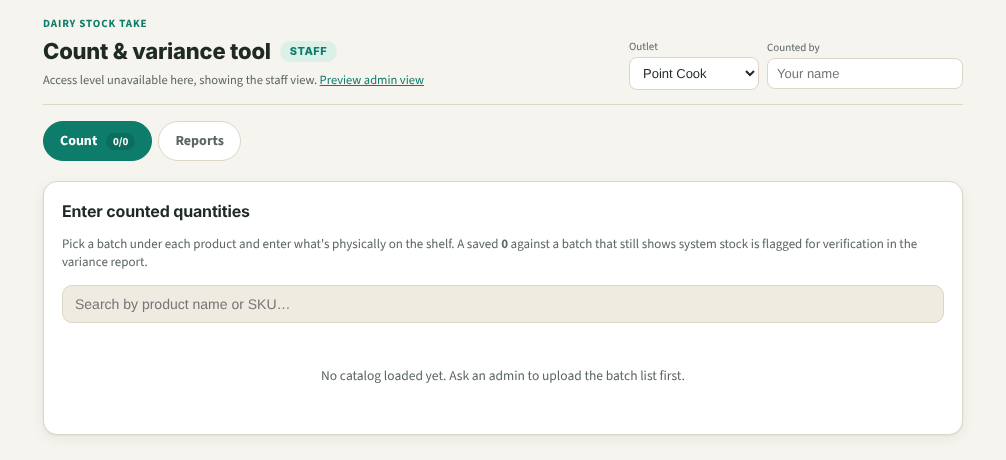 DAIRY STOCK TAKE
Count & variance tool STAFF
Access level unavailable here, showing the staff view. Preview admin view
Outlet
Point Cook
Counted by
Your name
Count 0/0
Reports
Enter counted quantities
Pick a batch under each product and enter what's physically on the shelf. A saved 0 against a batch that still shows system stock is flagged for verification in the
variance report.
Search by product name or SKU…
No catalog loaded yet. Ask an admin to upload the batch list first.